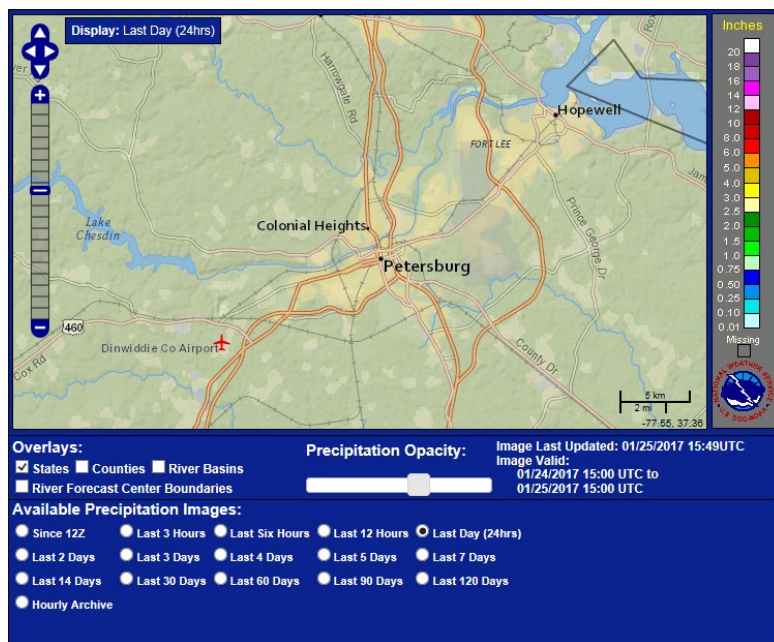 Display: Last Day (24hrs)
Harrowgate Rd
Hopewell
FORT LEE
Lake
Chesdin
Colonial Heights
Petersburg
Prince George Dr
460
Dinwiddie Co Airport
Cox Rd
County Dr
5 km
2 mi
-77.55, 37.36
Inches
20
18
16
14
12
10
8.0
6.0
5.0
4.0
3.0
2.5
2.0
1.5
1.0
0.75
0.50
0.25
0.10
0.01
Missing
NATIONAL WEATHER SERVICE
Overlays:
States Counties River Basins
River Forecast Center Boundaries
Precipitation Opacity:
Image Last Updated: 01/25/2017 15:49UTC
Image Valid:
01/24/2017 15:00 UTC to
01/25/2017 15:00 UTC
Available Precipitation Images:
Since 12Z Last 3 Hours Last Six Hours Last 12 Hours Last Day (24hrs)
Last 2 Days Last 3 Days Last 4 Days Last 5 Days Last 7 Days
Last 14 Days Last 30 Days Last 60 Days Last 90 Days Last 120 Days
Hourly Archive